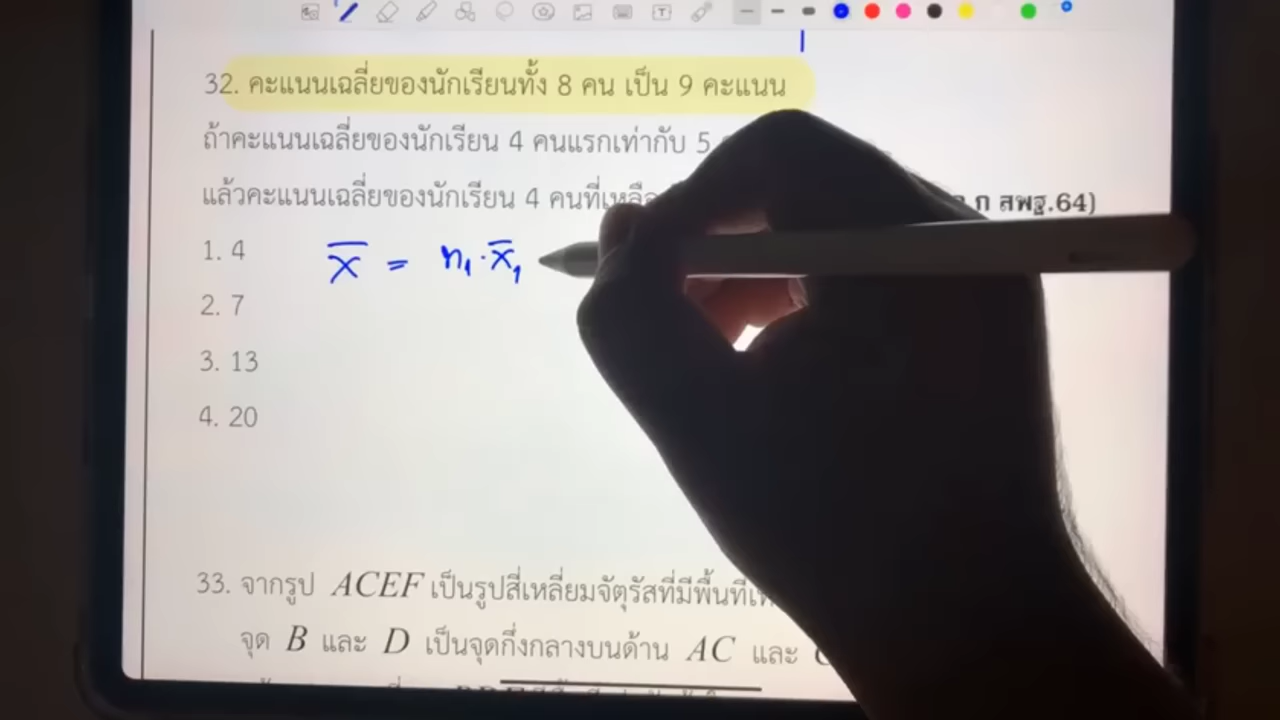 32. คะแนนเฉลี่ยของนักเรียนทั้ง 8 คน เป็น 9 คะแนน
ถ้าคะแนนเฉลี่ยของนักเรียน 4 คนแรกเท่ากับ 5
แล้วคะแนนเฉลี่ยของนักเรียน 4 คนที่เหลือ ก สพฐ.64)
1. 4
x̄ = n₁·x̄₁
2. 7
3. 13
4. 20
33. จากรูป ACEF เป็นรูปสี่เหลี่ยมจัตุรัสที่มีพื้นที่
จุด B และ D เป็นจุดกึ่งกลางบนด้าน AC และ